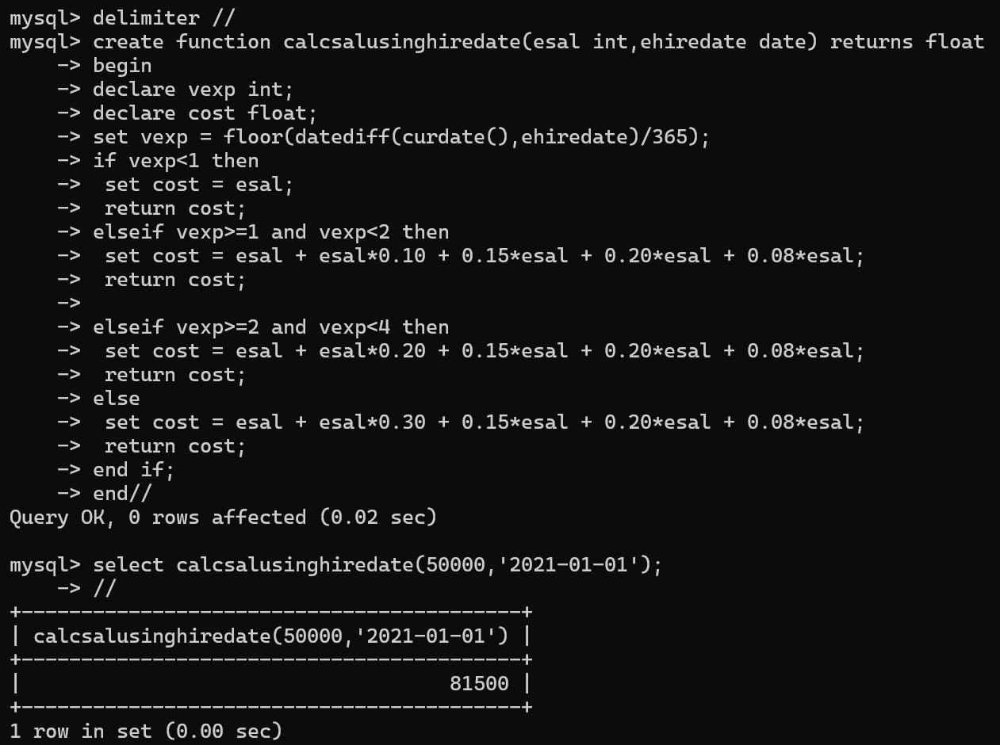 mysql> delimiter //
mysql> create function calcsalusinghiredate(esal int,ehiredate date) returns float
    -> begin
    -> declare vexp int;
    -> declare cost float;
    -> set vexp = floor(datediff(curdate(),ehiredate)/365);
    -> if vexp<1 then
    ->  set cost = esal;
    ->  return cost;
    -> elseif vexp>=1 and vexp<2 then
    ->  set cost = esal + esal*0.10 + 0.15*esal + 0.20*esal + 0.08*esal;
    ->  return cost;
    ->
    -> elseif vexp>=2 and vexp<4 then
    ->  set cost = esal + esal*0.20 + 0.15*esal + 0.20*esal + 0.08*esal;
    ->  return cost;
    -> else
    ->  set cost = esal + esal*0.30 + 0.15*esal + 0.20*esal + 0.08*esal;
    ->  return cost;
    -> end if;
    -> end//
Query OK, 0 rows affected (0.02 sec)

mysql> select calcsalusinghiredate(50000,'2021-01-01');
    -> //
+------------------------------------------+
| calcsalusinghiredate(50000,'2021-01-01') |
+------------------------------------------+
|                                    81500 |
+------------------------------------------+
1 row in set (0.00 sec)